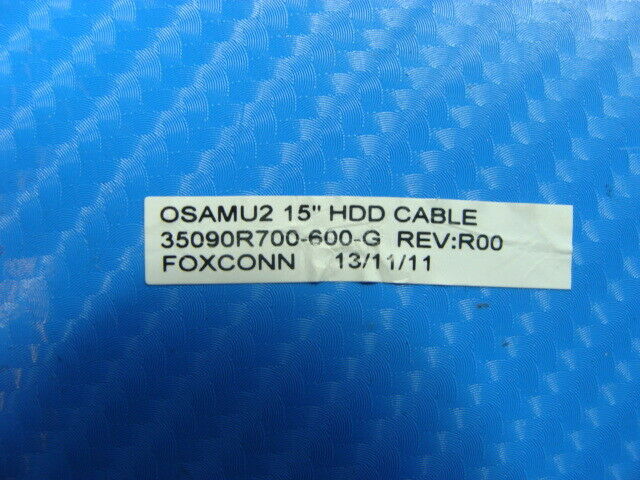 OSAMU2 15" HDD CABLE
35090R700-600-G REV:R00
FOXCONN 13/11/11